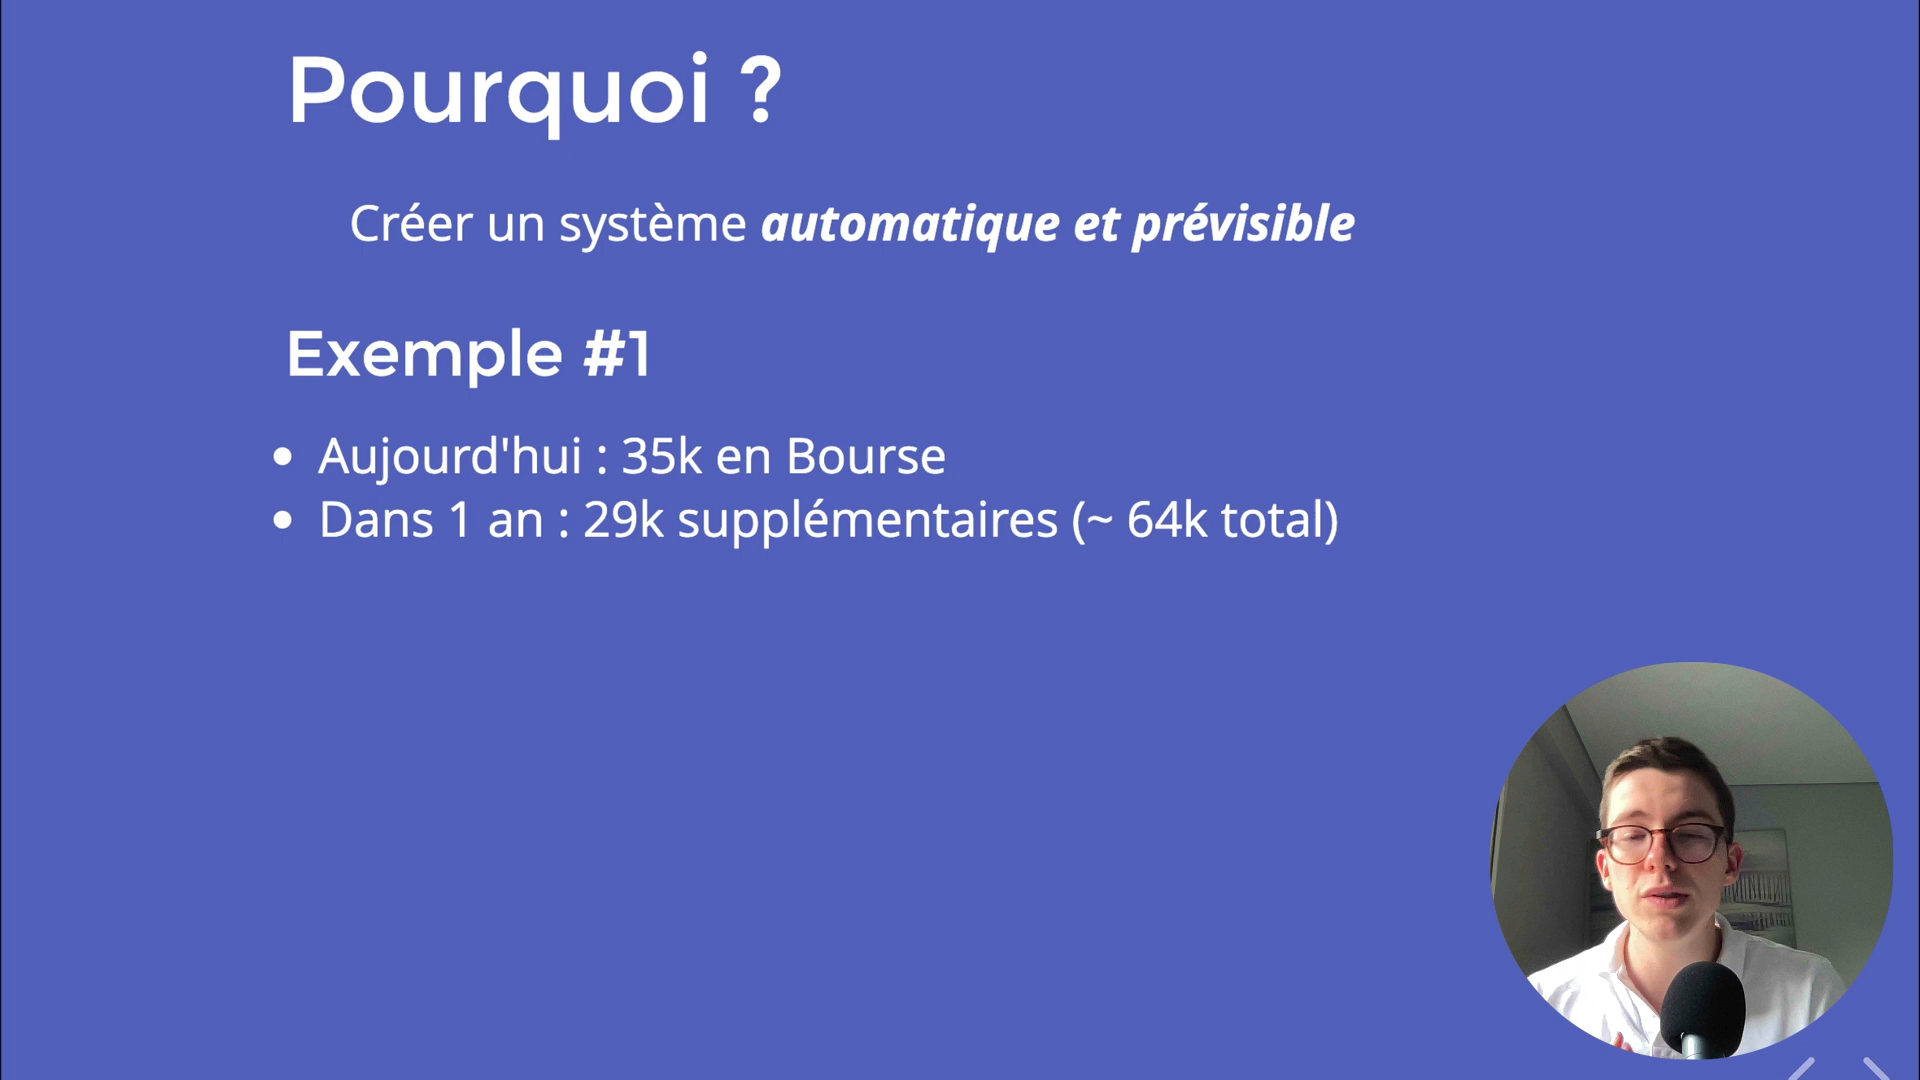 Pourquoi ?
Créer un système automatique et prévisible
Exemple #1
Aujourd'hui : 35k en Bourse
Dans 1 an : 29k supplémentaires (~ 64k total)